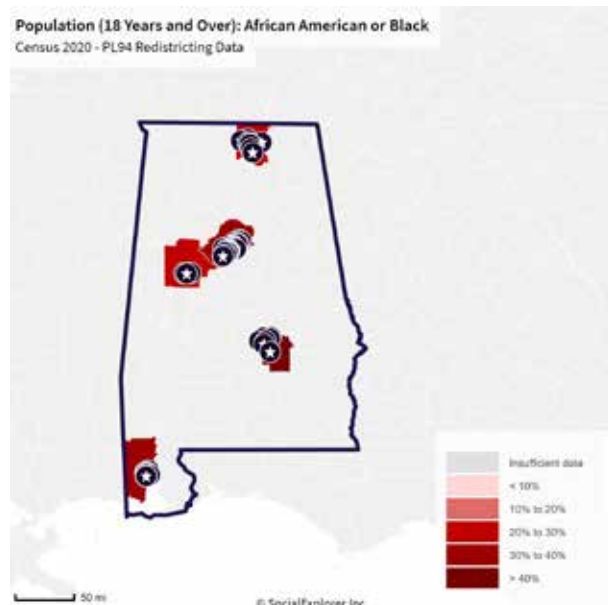 Population (18 Years and Over): African American or Black
Census 2020 - PL94 Redistricting Data
Insufficient data
< 10%
10% to 20%
20% to 30%
30% to 40%
> 40%
50 mi
© SocialExplorer Inc